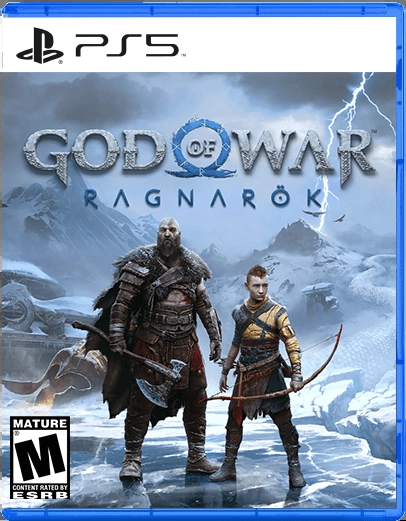 PS5
GOD OF WAR
RAGNARÖK
MATURE
M
CONTENT RATED BY
ESRB